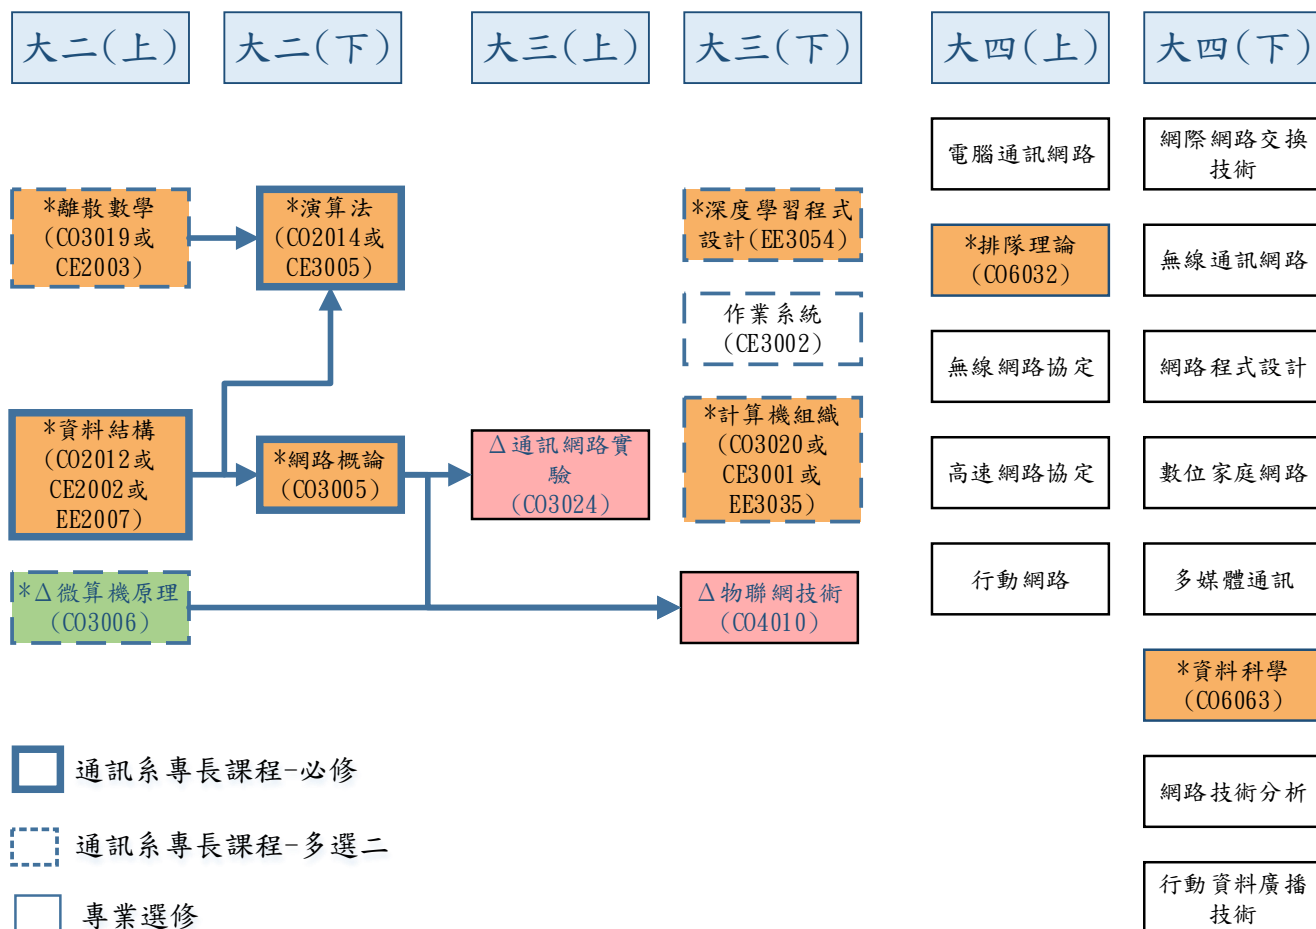 大二(上)
大二(下)
大三(上)
大三(下)
大四(上)
大四(下)
*離散數學
(CO3019或
CE2003)
*資料結構
(CO2012或
CE2002或
EE2007)
*Δ微算機原理
(CO3006)
*演算法
(CO2014或
CE3005)
*網路概論
(CO3005)
Δ通訊網路實
驗
(CO3024)
*深度學習程式
設計(EE3054)
作業系統
(CE3002)
*計算機組織
(CO3020或
CE3001或
EE3035)
Δ物聯網技術
(CO4010)
電腦通訊網路
*排隊理論
(CO6032)
無線網路協定
高速網路協定
行動網路
網際網路交換
技術
無線通訊網路
網路程式設計
數位家庭網路
多媒體通訊
*資料科學
(CO6063)
網路技術分析
行動資料廣播
技術
通訊系專長課程-必修
通訊系專長課程-多選二
專業選修